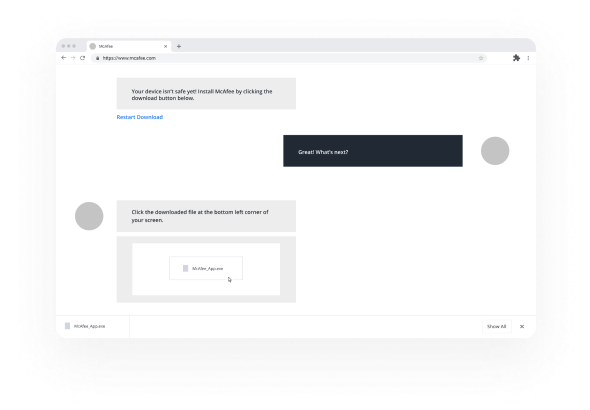 McAfee
https://www.mcafee.com
Your device isn't safe yet! Install McAfee by clicking the
download button below.
Restart Download
Great! What's next?
Click the downloaded file at the bottom left corner of
your screen.
McAfee_App.exe
McAfee_App.exe
Show All